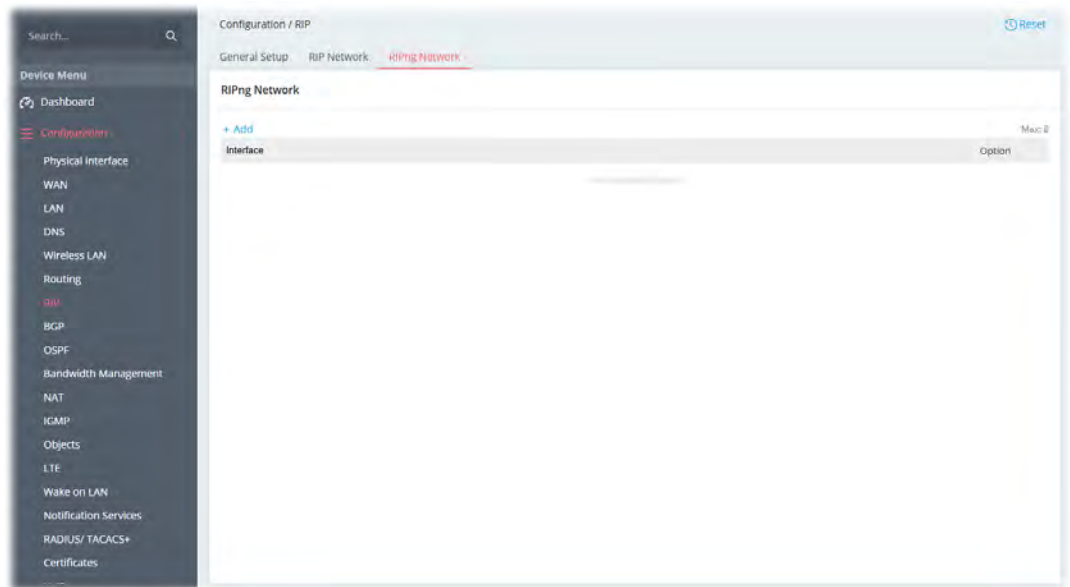 Search...
Device Menu
Dashboard
Configuration
Physical Interface
WAN
LAN
DNS
Wireless LAN
Routing
RIP
BGP
OSPF
Bandwidth Management
NAT
IGMP
Objects
LTE
Wake on LAN
Notification Services
RADIUS/ TACACS+
Certificates
Configuration / RIP
Reset
General Setup RIP Network RIPng Network
RIPng Network
+ Add
Interface Option